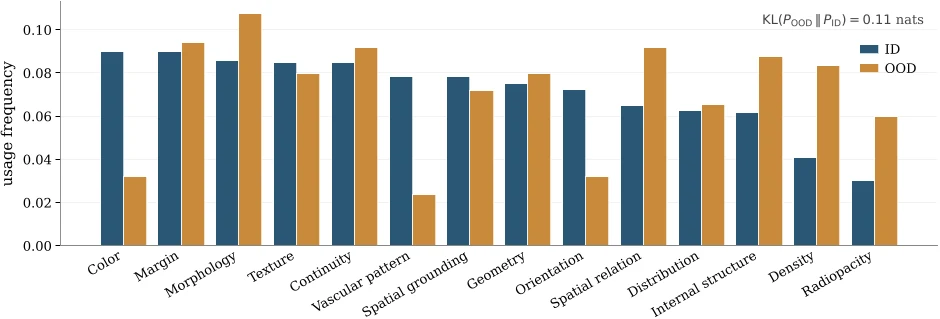 KL(P_OOD ∥ P_ID) = 0.11 nats
ID
OOD
usage frequency
0.10
0.08
0.06
0.04
0.02
0.00
Color
Margin
Morphology
Texture
Continuity
Vascular pattern
Spatial grounding
Geometry
Orientation
Spatial relation
Distribution
Internal structure
Density
Radiopacity